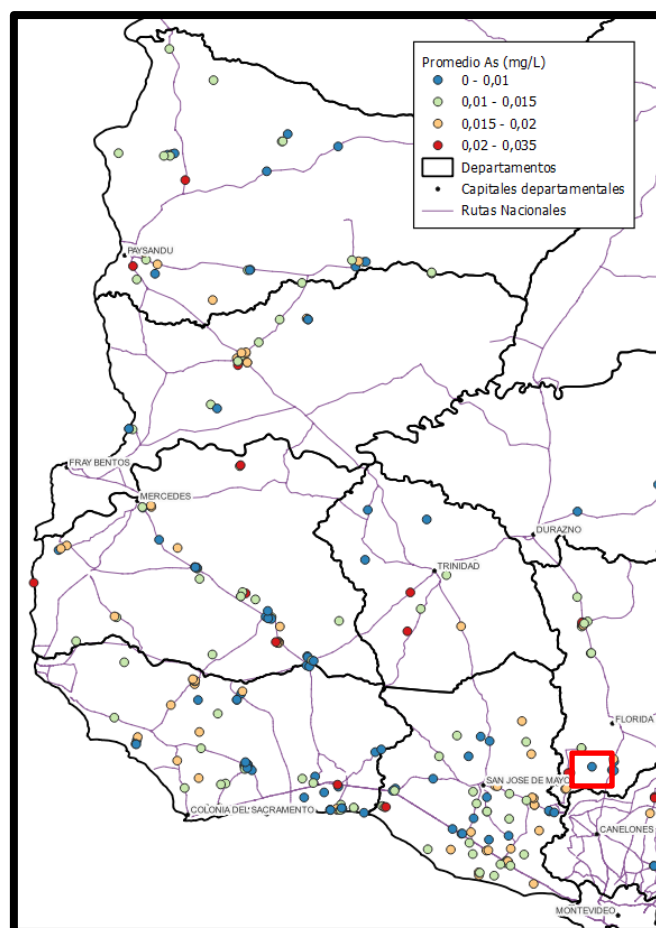 Promedio As (mg/L)
0 - 0,01
0,01 - 0,015
0,015 - 0,02
0,02 - 0,035
Departamentos
Capitales departamentales
Rutas Nacionales
PAYSANDU
FRAY BENTOS
MERCEDES
DURAZNO
TRINIDAD
FLORIDA
SAN JOSE DE MAYO
COLONIA DEL SACRAMENTO
CANELONES
MONTEVIDEO